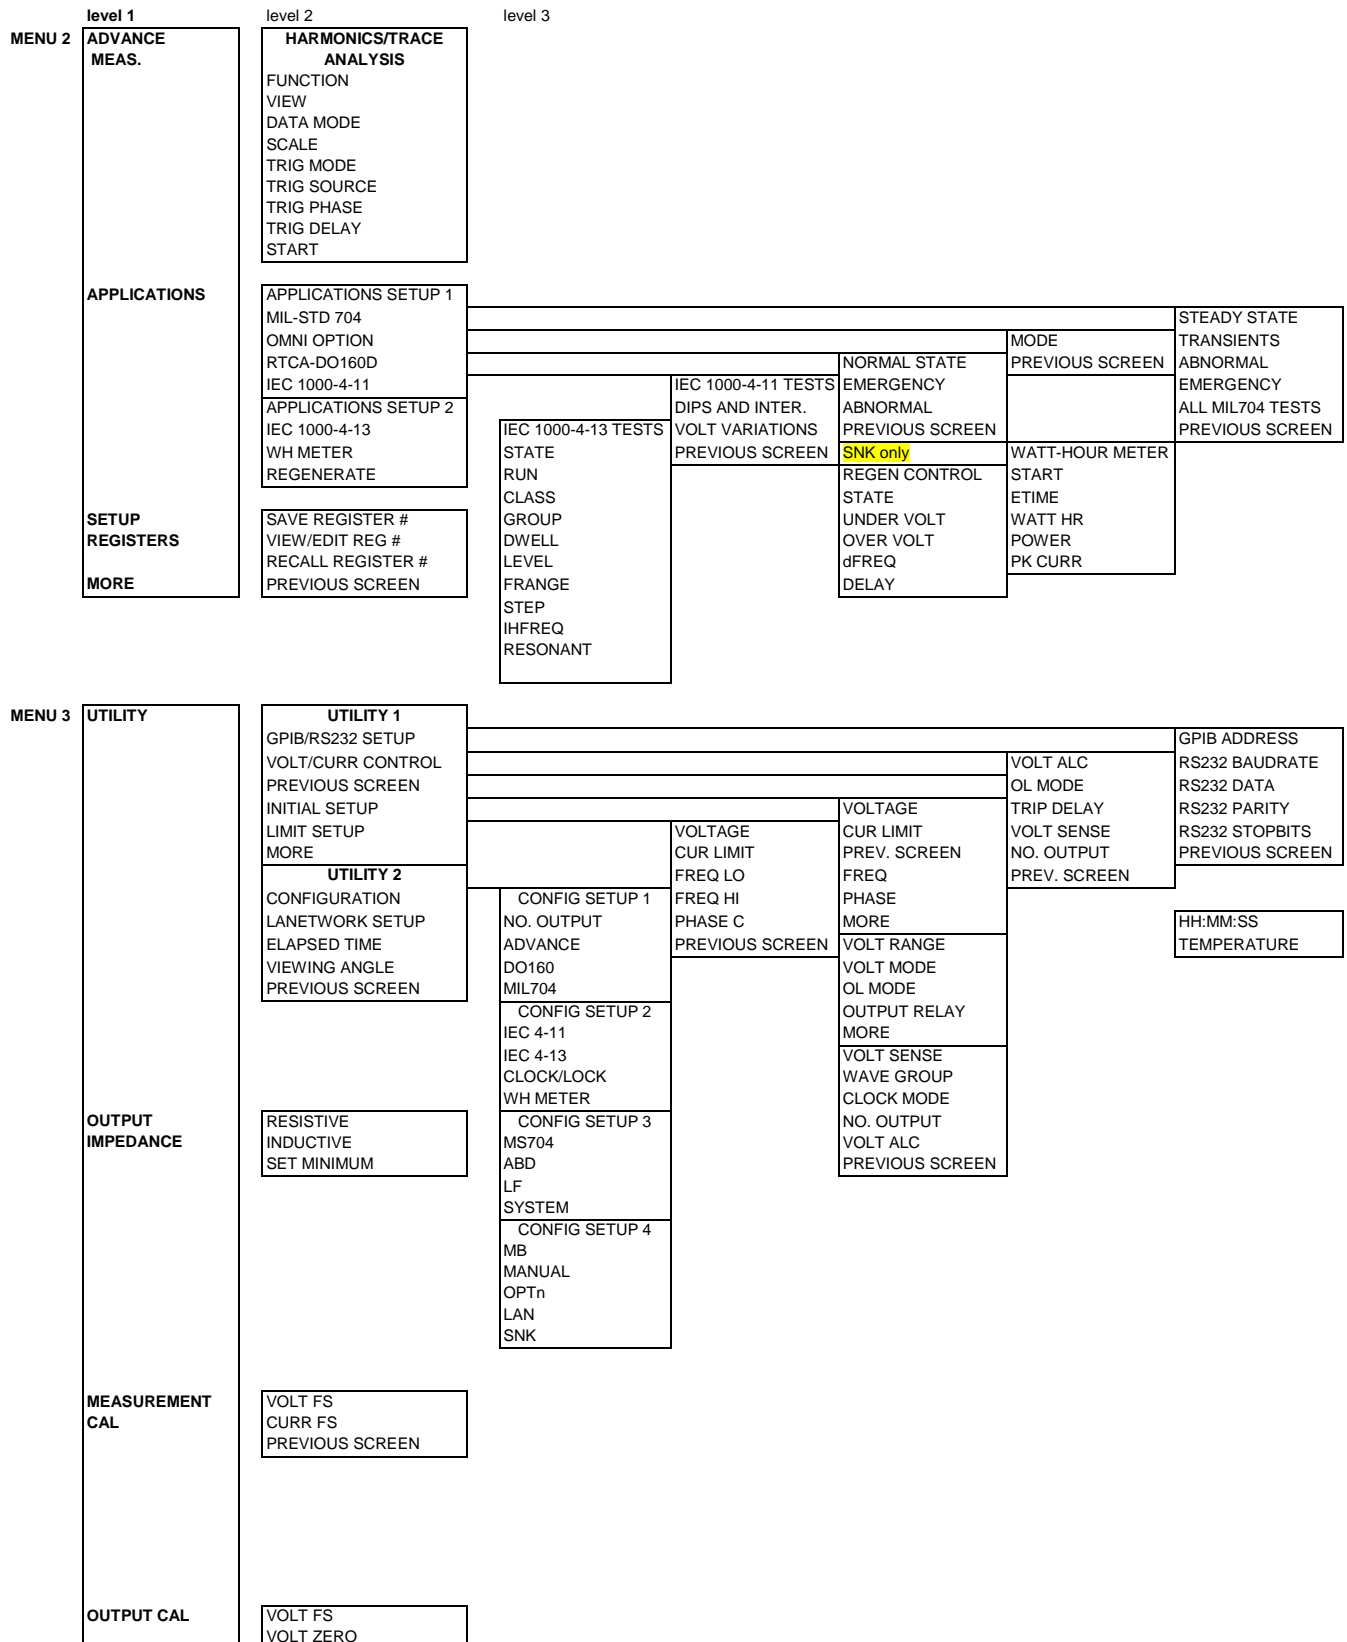 level 1 level 2 level 3
MENU 2 ADVANCE HARMONICS/TRACE
MEAS. ANALYSIS
FUNCTION
VIEW
DATA MODE
SCALE
TRIG MODE
TRIG SOURCE
TRIG PHASE
TRIG DELAY
START
APPLICATIONS APPLICATIONS SETUP 1
MIL-STD 704 STEADY STATE
OMNI OPTION MODE TRANSIENTS
RTCA-DO160D NORMAL STATE PREVIOUS SCREEN ABNORMAL
IEC 1000-4-11 IEC 1000-4-11 TESTS EMERGENCY EMERGENCY
APPLICATIONS SETUP 2 DIPS AND INTER. ABNORMAL ALL MIL704 TESTS
IEC 1000-4-13 IEC 1000-4-13 TESTS VOLT VARIATIONS PREVIOUS SCREEN PREVIOUS SCREEN
WH METER STATE PREVIOUS SCREEN SNK only WATT-HOUR METER
REGENERATE RUN REGEN CONTROL START
CLASS STATE ETIME
SETUP SAVE REGISTER # GROUP UNDER VOLT WATT HR
REGISTERS VIEW/EDIT REG # DWELL OVER VOLT POWER
RECALL REGISTER # LEVEL dFREQ PK CURR
MORE PREVIOUS SCREEN FRANGE DELAY
STEP
IHFREQ
RESONANT
MENU 3 UTILITY UTILITY 1
GPIB/RS232 SETUP GPIB ADDRESS
VOLT/CURR CONTROL VOLT ALC RS232 BAUDRATE
PREVIOUS SCREEN OL MODE RS232 DATA
INITIAL SETUP VOLTAGE TRIP DELAY RS232 PARITY
LIMIT SETUP VOLTAGE CUR LIMIT VOLT SENSE RS232 STOPBITS
MORE CUR LIMIT PREV. SCREEN NO. OUTPUT PREVIOUS SCREEN
UTILITY 2 FREQ LO FREQ PREV. SCREEN
CONFIGURATION CONFIG SETUP 1 FREQ HI PHASE
LANETWORK SETUP NO. OUTPUT PHASE C MORE HH:MM:SS
ELAPSED TIME ADVANCE PREVIOUS SCREEN VOLT RANGE TEMPERATURE
VIEWING ANGLE DO160 VOLT MODE
PREVIOUS SCREEN MIL704 OL MODE
CONFIG SETUP 2 OUTPUT RELAY
IEC 4-11 MORE
IEC 4-13 VOLT SENSE
CLOCK/LOCK WAVE GROUP
WH METER CLOCK MODE
OUTPUT RESISTIVE CONFIG SETUP 3 NO. OUTPUT
IMPEDANCE INDUCTIVE MS704 VOLT ALC
SET MINIMUM ABD PREVIOUS SCREEN
LF
SYSTEM
CONFIG SETUP 4
MB
MANUAL
OPTn
LAN
SNK
MEASUREMENT VOLT FS
CAL CURR FS
PREVIOUS SCREEN
OUTPUT CAL VOLT FS
VOLT ZERO